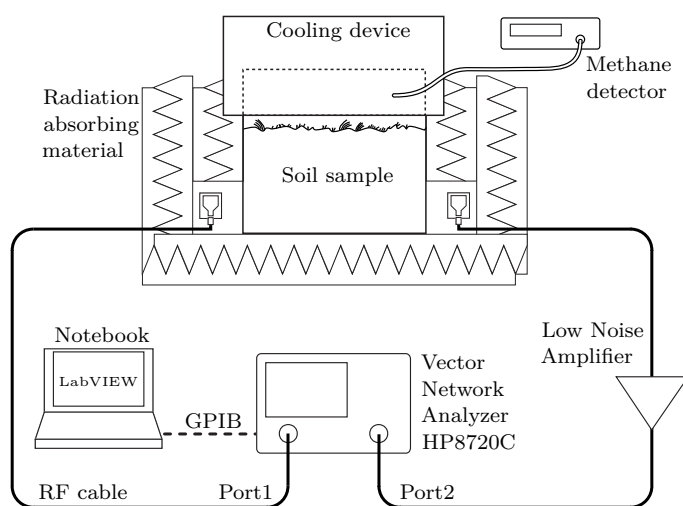 Cooling device
Methane
detector
Radiation
absorbing
material
Soil sample
Notebook
LabVIEW
GPIB
Vector
Network
Analyzer
HP8720C
Low Noise
Amplifier
RF cable
Port1
Port2